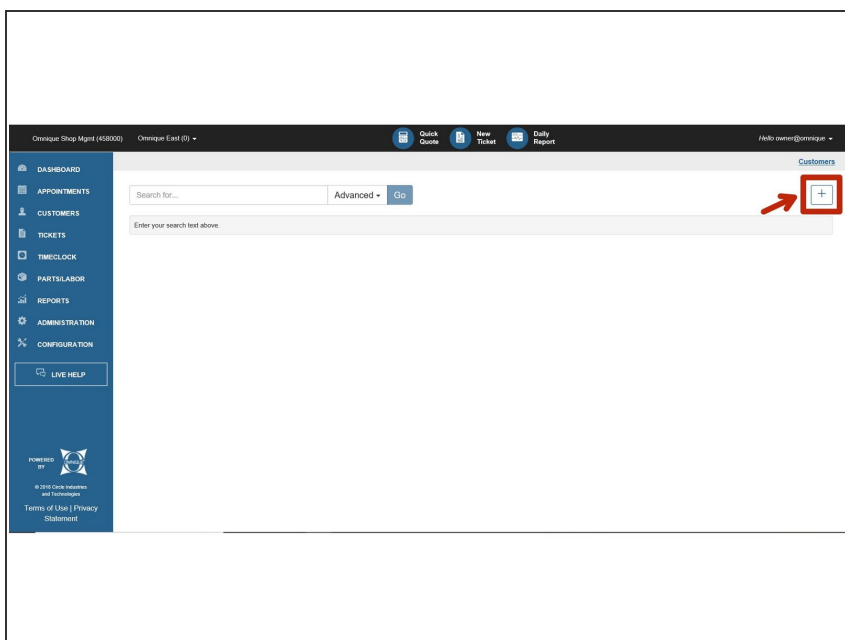 Omnique Shop Mgmt (458000) Omnique East (0)
Quick Quote
New Ticket
Daily Report
Hello owner@omnique
Customers
DASHBOARD
APPOINTMENTS
CUSTOMERS
TICKETS
TIMECLOCK
PARTS/LABOR
REPORTS
ADMINISTRATION
CONFIGURATION
LIVE HELP
Search for... Advanced Go +
Enter your search text above.
POWERED
BY
OMNIQUE
© 2016 Circle Industries
and Technologies
Terms of Use | Privacy
Statement